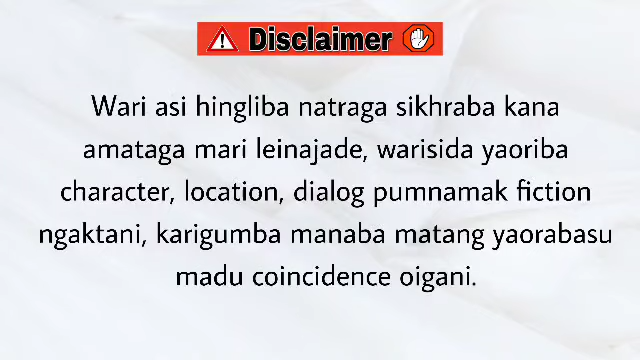 Disclaimer
Wari asi hingliba natraga sikhraba kana
amataga mari leinajade, warisida yaoriba
character, location, dialog pumnamak fiction
ngaktani, karigumba manaba matang yaorabasu
madu coincidence oigani.